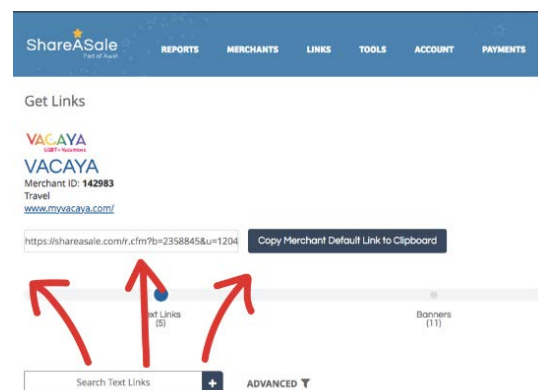 ShareASale
Part of Awin
REPORTS MERCHANTS LINKS TOOLS ACCOUNT PAYMENTS
Get Links
VACAYA
LGBT+ Vacations
VACAYA
Merchant ID: 142983
Travel
www.myvacaya.com/
https://shareasale.com/r.cfm?b=2358845&u=1204
Copy Merchant Default Link to Clipboard
Text Links
(5)
Banners
(11)
Search Text Links
+
ADVANCED